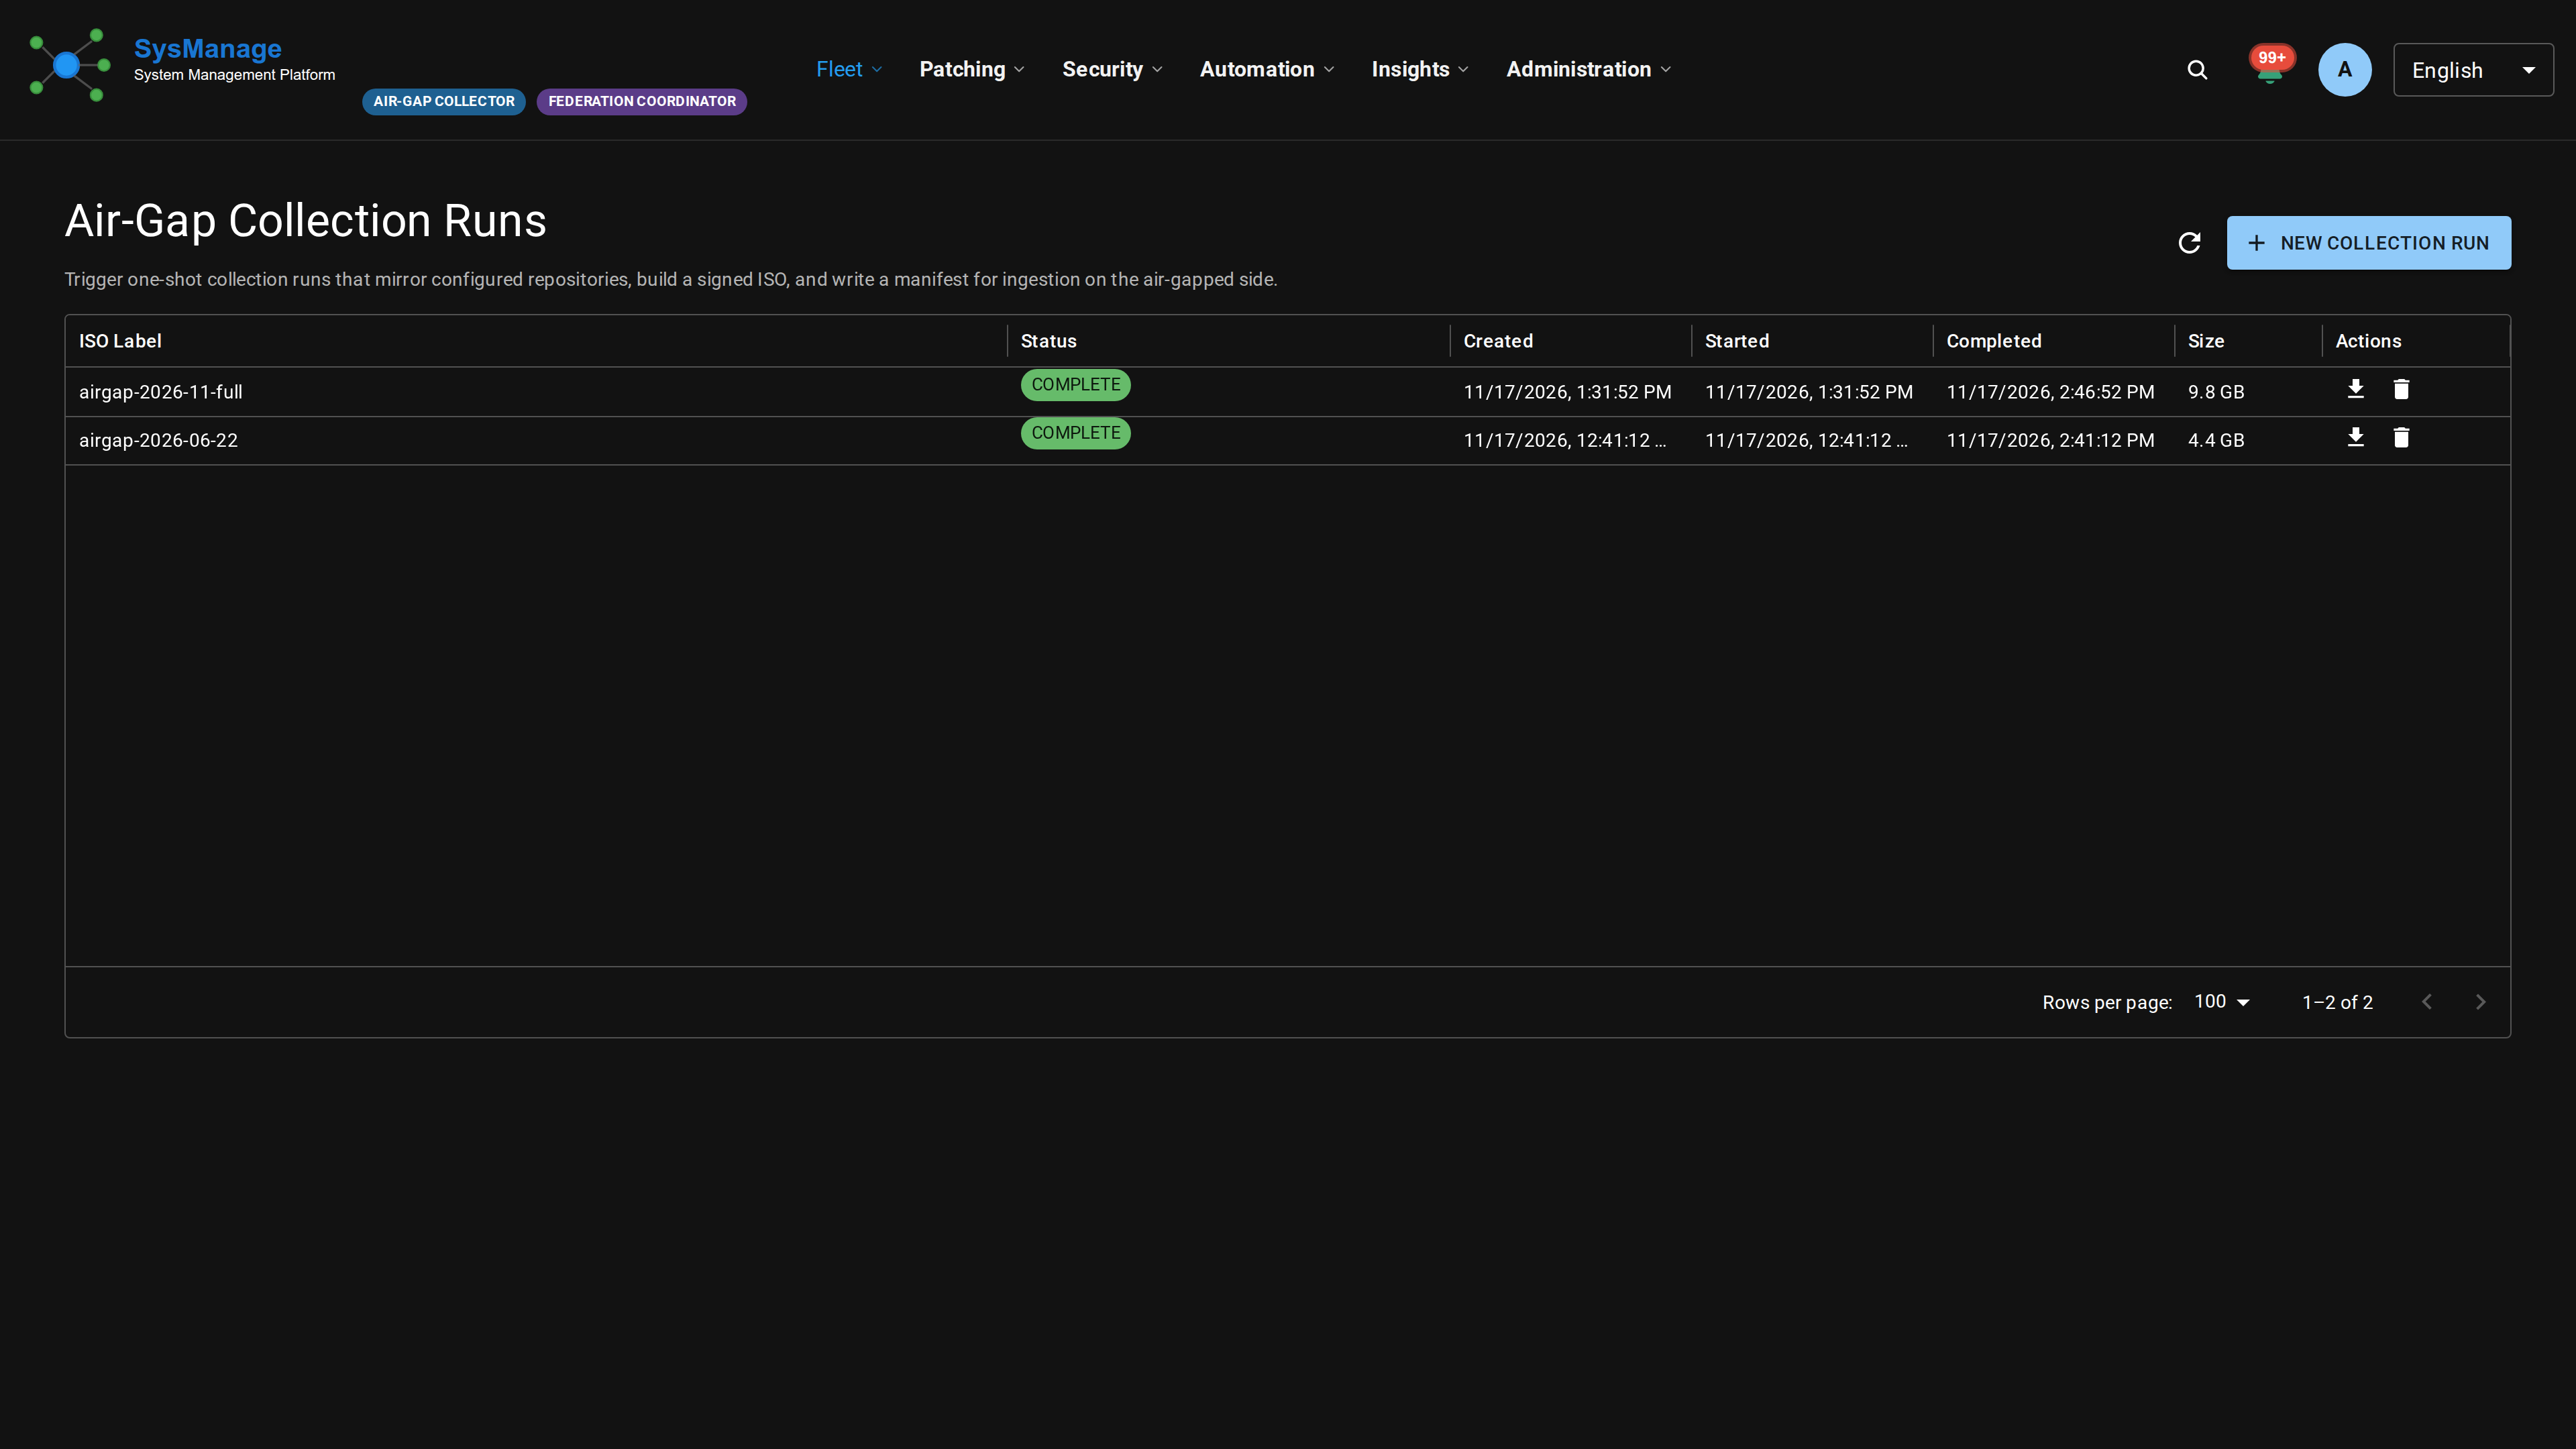 SysManage
System Management Platform
AIR-GAP COLLECTOR
FEDERATION COORDINATOR
Fleet
Patching
Security
Automation
Insights
Administration
99+
A
English
Air-Gap Collection Runs
Trigger one-shot collection runs that mirror configured repositories, build a signed ISO, and write a manifest for ingestion on the air-gapped side.
NEW COLLECTION RUN
ISO Label Status Created Started Completed Size Actions
airgap-2026-11-full COMPLETE 11/17/2026, 1:31:52 PM 11/17/2026, 1:31:52 PM 11/17/2026, 2:46:52 PM 9.8 GB
airgap-2026-06-22 COMPLETE 11/17/2026, 12:41:12 ... 11/17/2026, 12:41:12 ... 11/17/2026, 2:41:12 PM 4.4 GB
Rows per page: 100 1–2 of 2